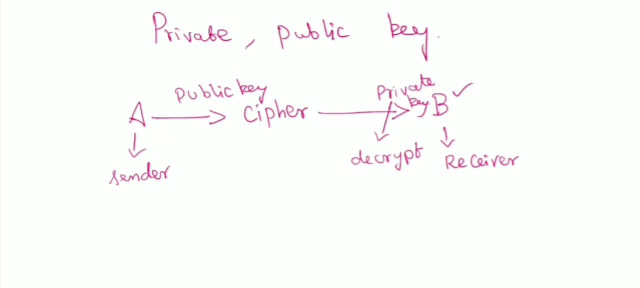 Private, public key.
Public key
Private
A Cipher key B
decrypt Receiver
sender